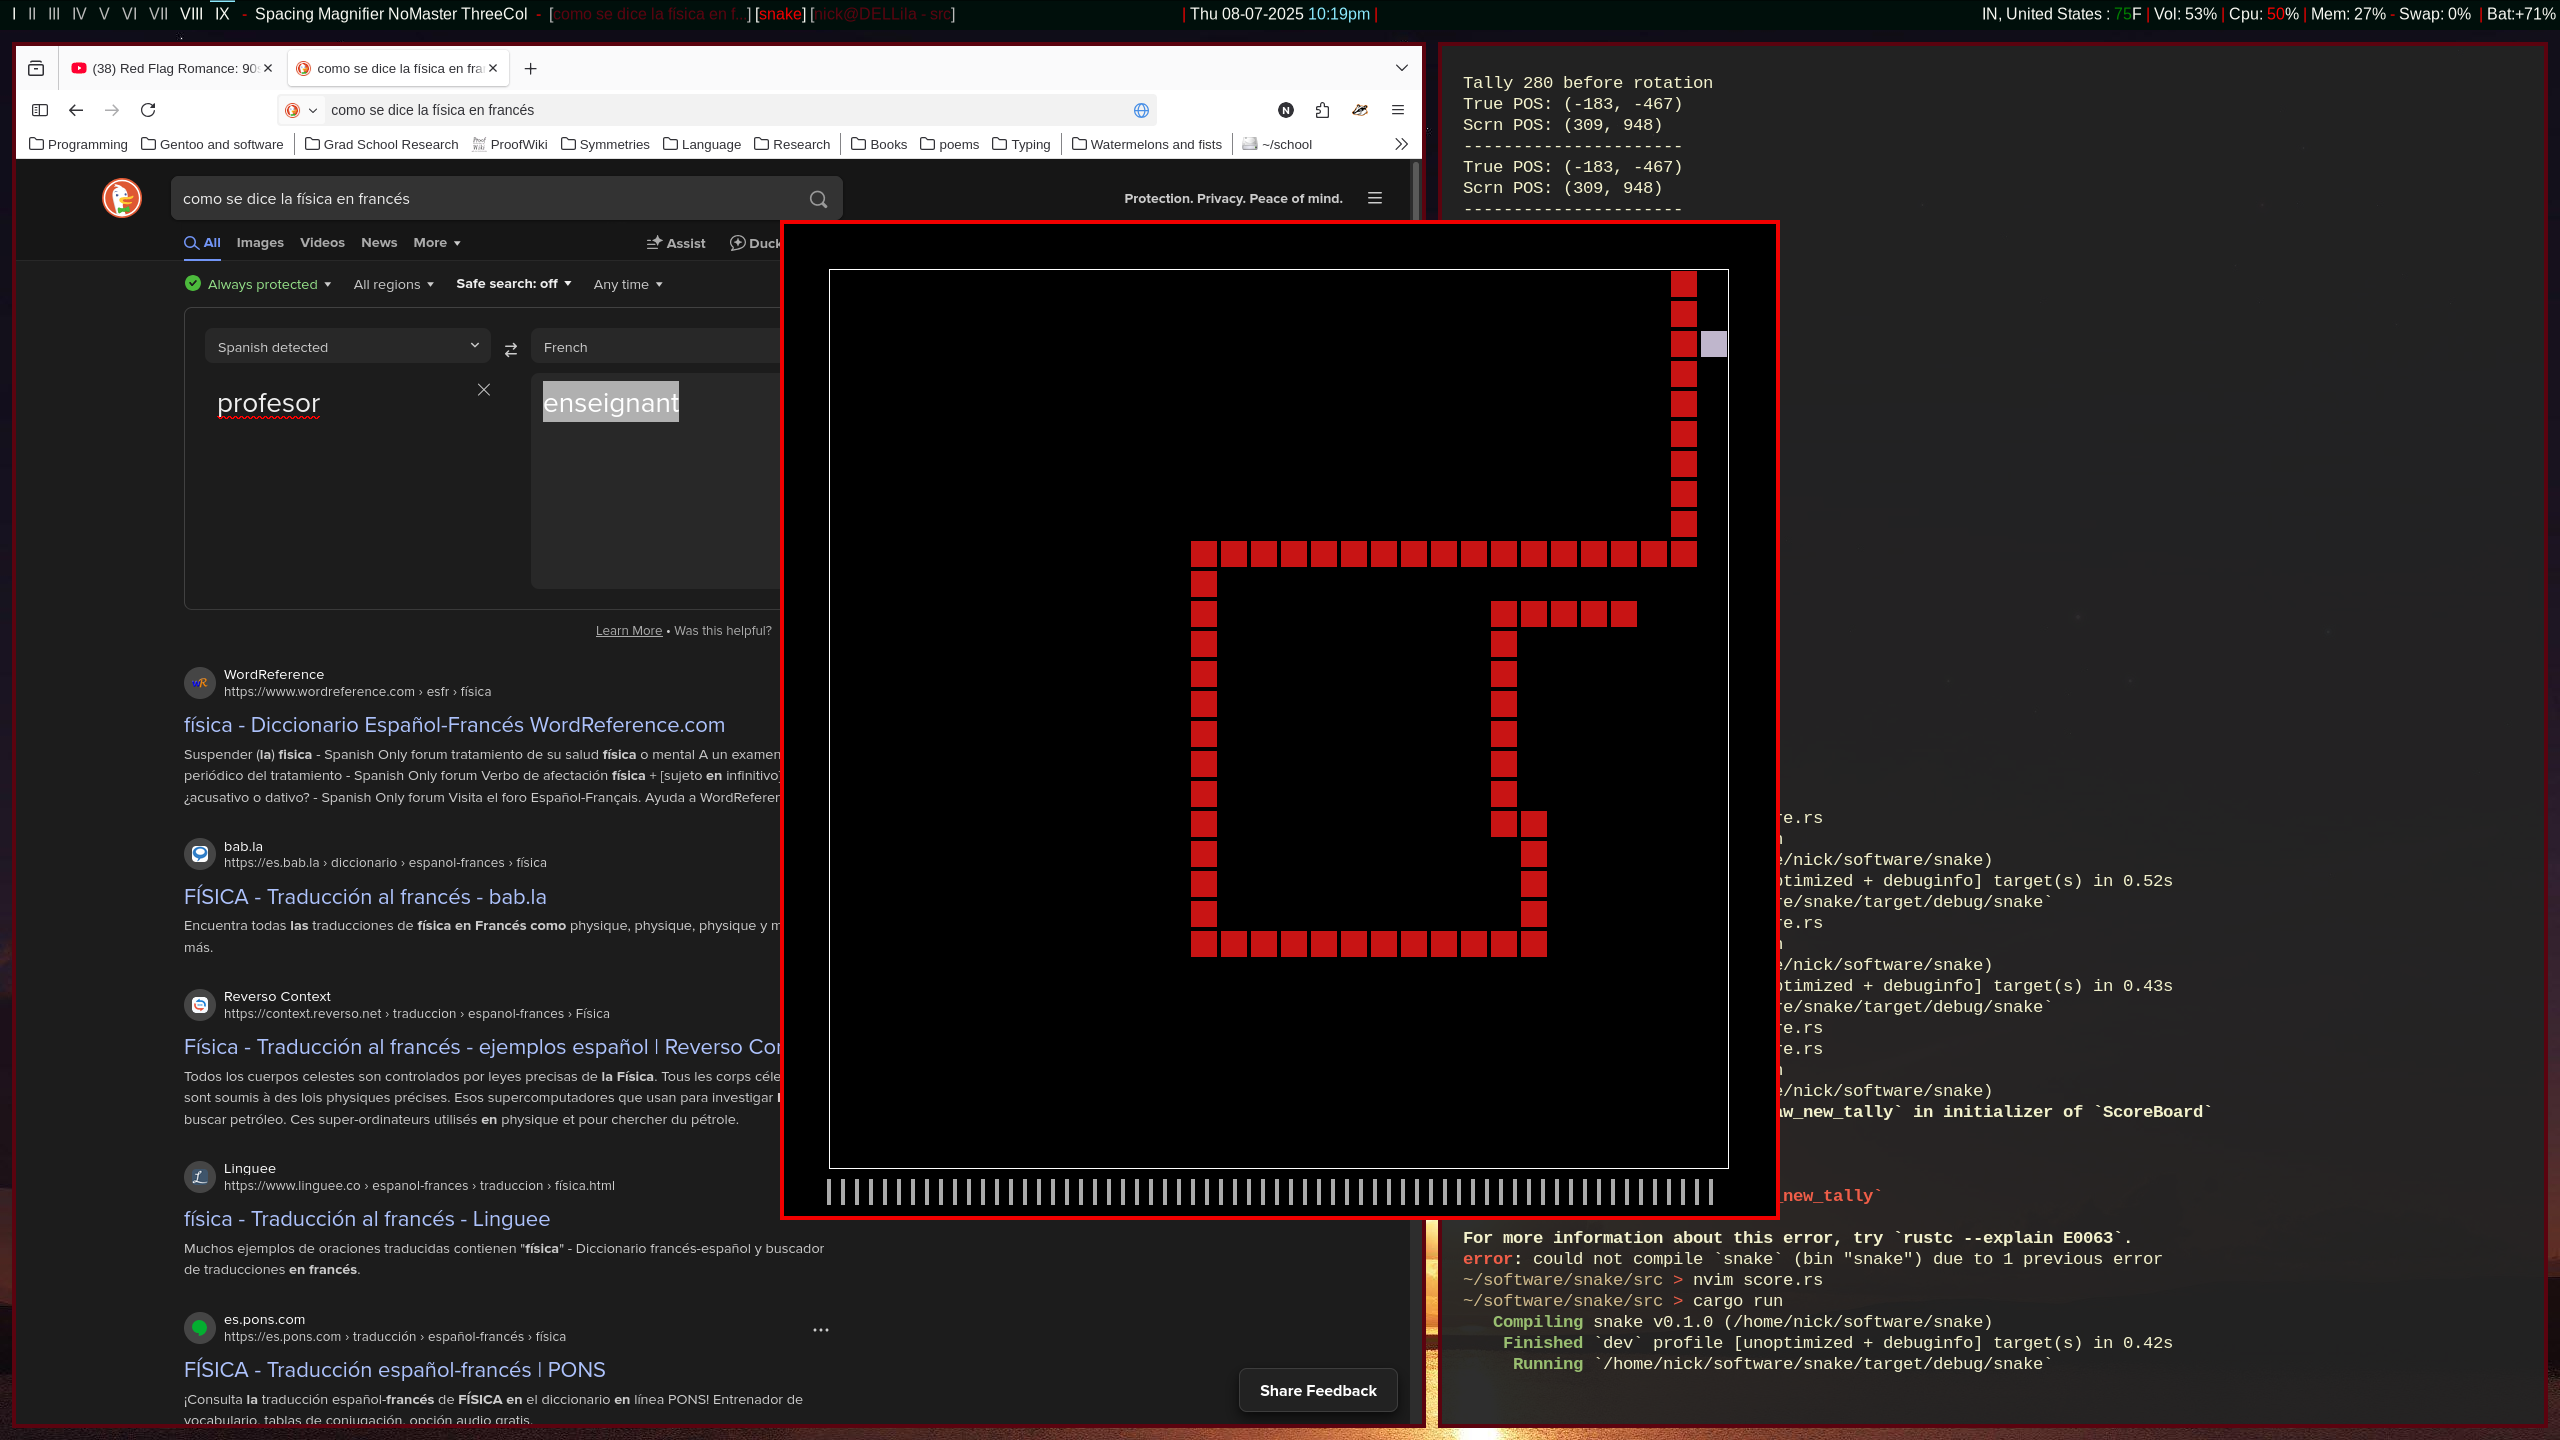 I II III IV V VI VII VIII IX - Spacing Magnifier NoMaster ThreeCol - [como se dice la física en f...] [snake] [nick@DELLila - src] | Thu 08-07-2025 10:19pm | IN, United States : 75F | Vol: 53% | Cpu: 50% | Mem: 27% - Swap: 0% | Bat:+71%
(38) Red Flag Romance: 90s
como se dice la física en fra
como se dice la física en francés
Programming Gentoo and software Grad School Research ProofWiki Symmetries Language Research Books poems Typing Watermelons and fists ~/school
como se dice la física en francés
Protection. Privacy. Peace of mind.
All Images Videos News More Assist Duck
Always protected All regions Safe search: off Any time
Spanish detected French
profesor enseignant
Learn More • Was this helpful?
WordReference
https://www.wordreference.com › esfr › física
física - Diccionario Español-Francés WordReference.com
Suspender (la) fisica - Spanish Only forum tratamiento de su salud física o mental A un examen
periódico del tratamiento - Spanish Only forum Verbo de afectación física + [sujeto en infinitivo]
¿acusativo o dativo? - Spanish Only forum Visita el foro Español-Français. Ayuda a WordReferen
bab.la
https://es.bab.la › diccionario › espanol-frances › física
FÍSICA - Traducción al francés - bab.la
Encuentra todas las traducciones de física en Francés como physique, physique, physique y m
más.
Reverso Context
https://context.reverso.net › traduccion › espanol-frances › Física
Física - Traducción al francés - ejemplos español | Reverso Con
Todos los cuerpos celestes son controlados por leyes precisas de la Física. Tous les corps céle
sont soumis à des lois physiques précises. Esos supercomputadores que usan para investigar
buscar petróleo. Ces super-ordinateurs utilisés en physique et pour chercher du pétrole.
Linguee
https://www.linguee.co › espanol-frances › traduccion › física.html
física - Traducción al francés - Linguee
Muchos ejemplos de oraciones traducidas contienen "física" - Diccionario francés-español y buscador
de traducciones en francés.
es.pons.com
https://es.pons.com › traducción › español-francés › física
FÍSICA - Traducción español-francés | PONS
¡Consulta la traducción español-francés de FÍSICA en el diccionario en línea PONS! Entrenador de
vocabulario, tablas de conjugación, opción audio gratis.
Share Feedback
Tally 280 before rotation
True POS: (-183, -467)
Scrn POS: (309, 948)
----------------------
True POS: (-183, -467)
Scrn POS: (309, 948)
----------------------
re.rs
n
e/nick/software/snake)
optimized + debuginfo] target(s) in 0.52s
re/snake/target/debug/snake`
re.rs
n
e/nick/software/snake)
optimized + debuginfo] target(s) in 0.43s
re/snake/target/debug/snake`
re.rs
re.rs
n
e/nick/software/snake)
aw_new_tally` in initializer of `ScoreBoard`
_new_tally`
For more information about this error, try `rustc --explain E0063`.
error: could not compile `snake` (bin "snake") due to 1 previous error
~/software/snake/src > nvim score.rs
~/software/snake/src > cargo run
Compiling snake v0.1.0 (/home/nick/software/snake)
Finished `dev` profile [unoptimized + debuginfo] target(s) in 0.42s
Running `/home/nick/software/snake/target/debug/snake`